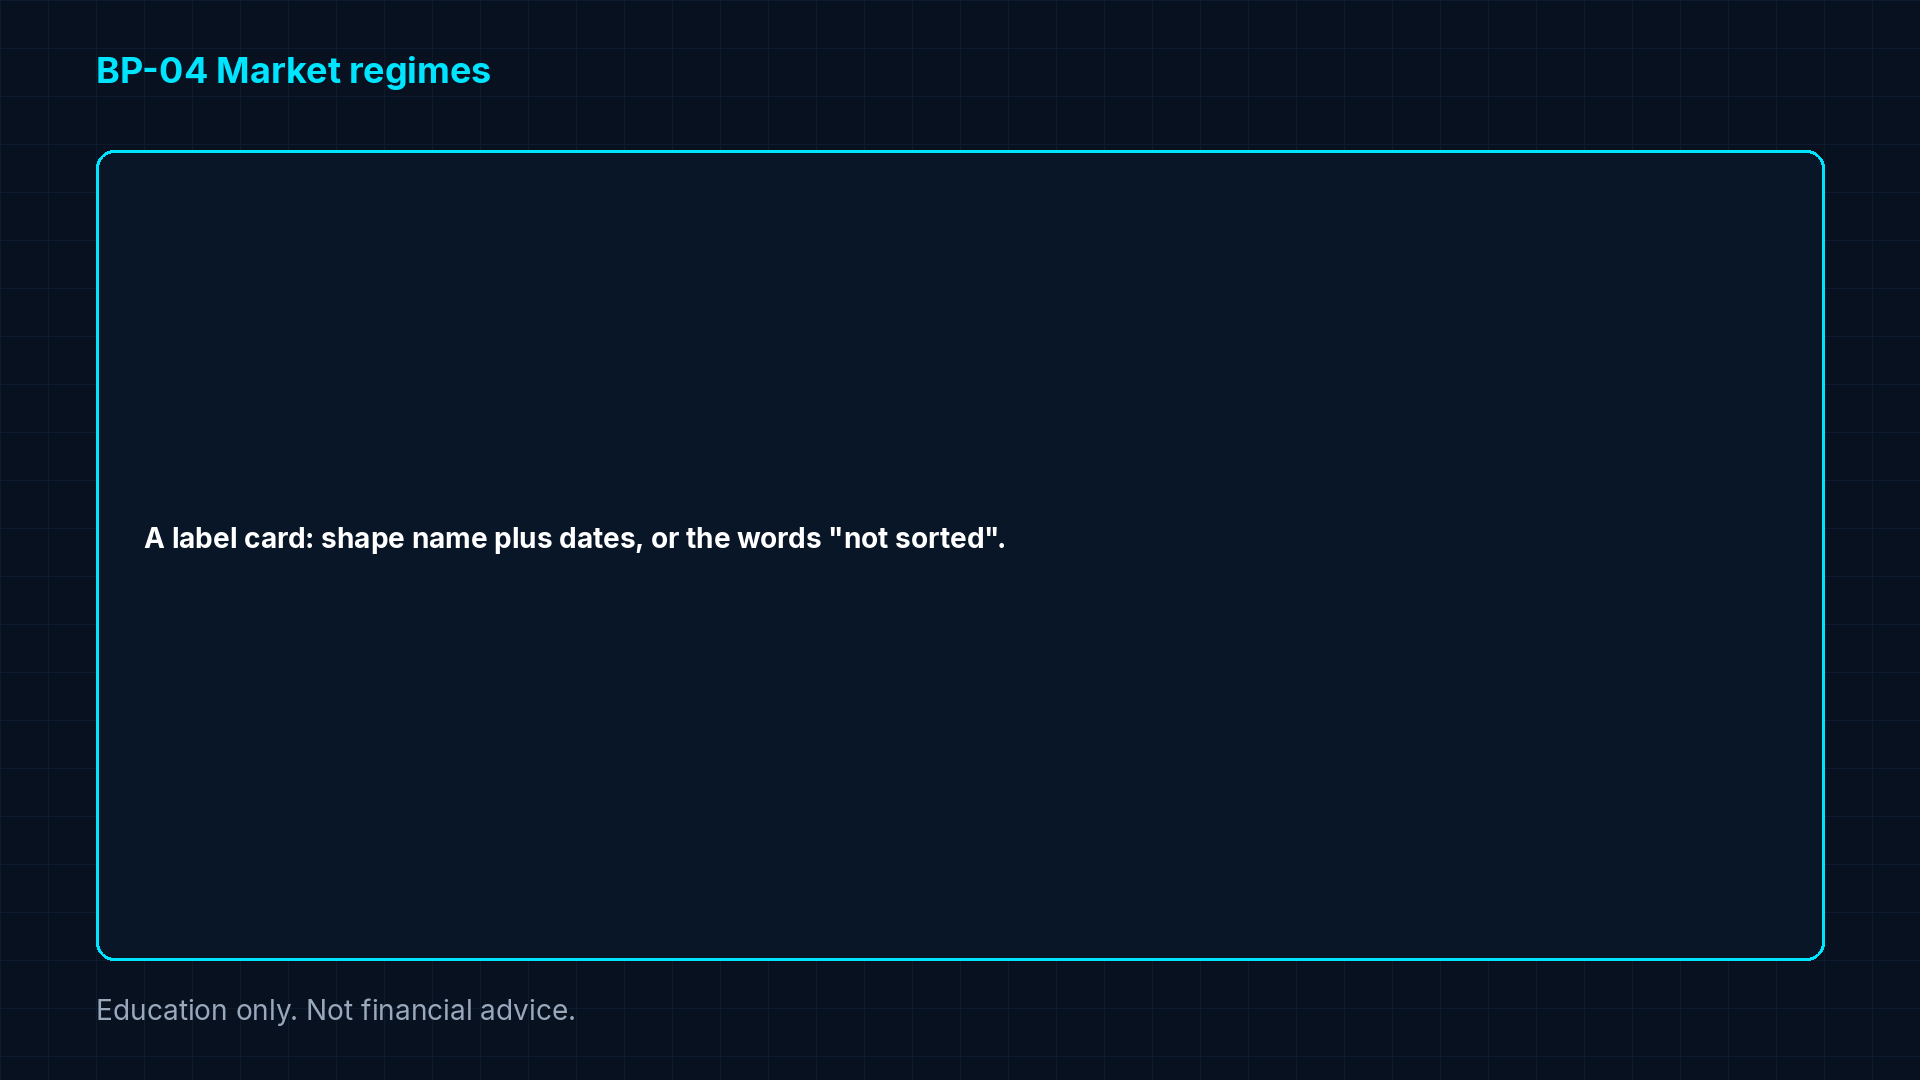 BP-04 Market regimes
A label card: shape name plus dates, or the words "not sorted".
Education only. Not financial advice.